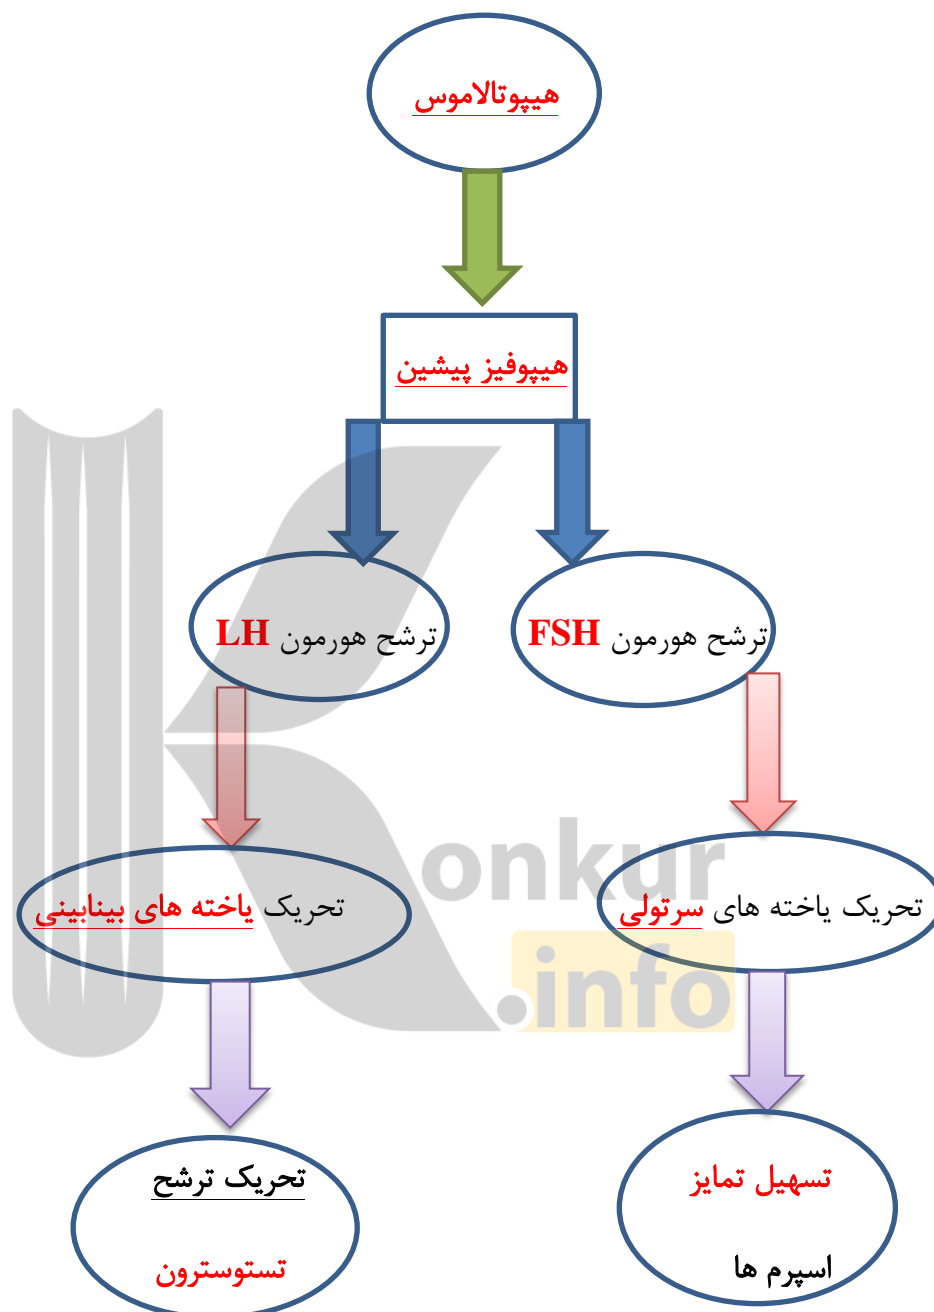 هیپوتالاموس
هیپوفیز پیشین
ترشح هورمون FSH
ترشح هورمون LH
تحریک یاخته های سرتولی
تحریک یاخته های بینابینی
تسهیل تمایز
اسپرم ها
تحریک ترشح
تستوسترون
Konkur
.info